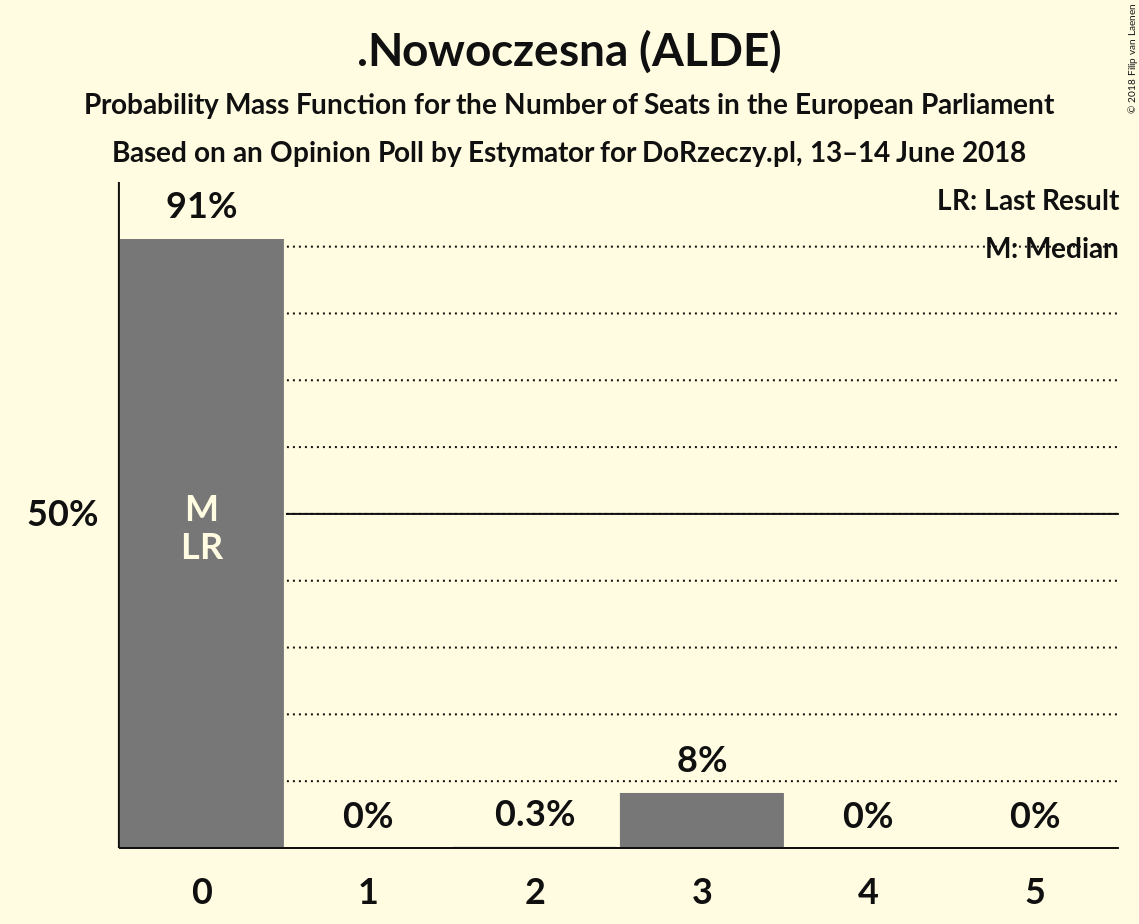 .Nowoczesna (ALDE)
Probability Mass Function for the Number of Seats in the European Parliament
Based on an Opinion Poll by Estymator for DoRzeczy.pl, 13–14 June 2018
© 2018 Filip van Laenen
LR: Last Result
M: Median
91%
50%
M
LR
0%
0.3%
8%
0%
0%
0
1
2
3
4
5